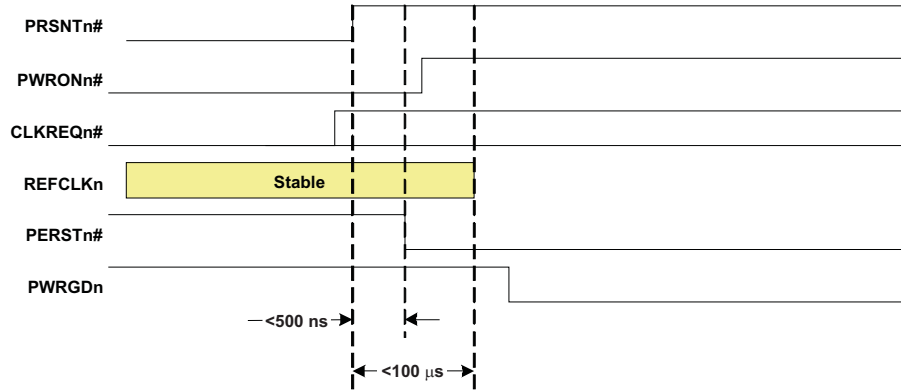 PRSNTn#
PWRONn#
CLKREQn#
REFCLKn
Stable
PERSTn#
PWRGDn
<500 ns
<100 μs